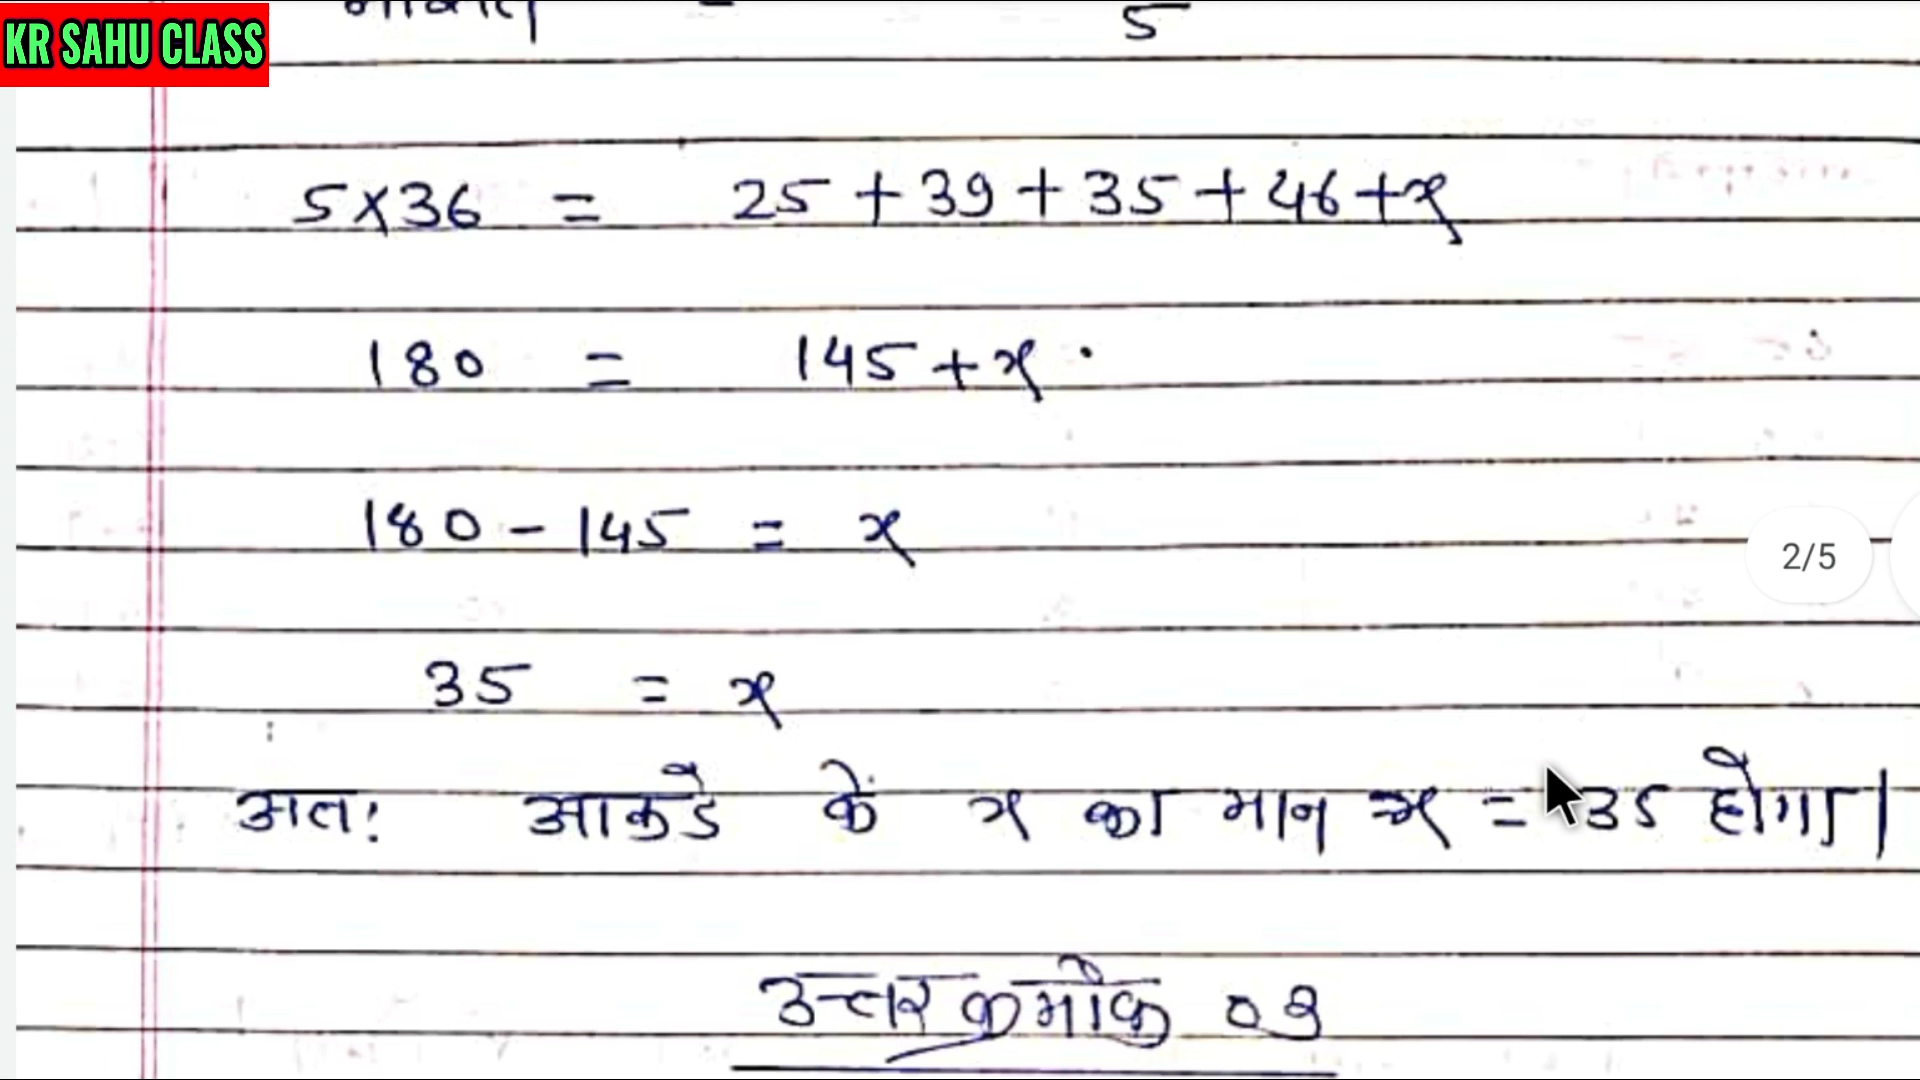 KR SAHU CLASS
5
5×36 = 25+39+35+46+x
180 = 145+x
180-145 = x
2/5
35 = x
अतः आकडे के x का मान x = 35 होगा।
उत्तर क्रमाँक 03